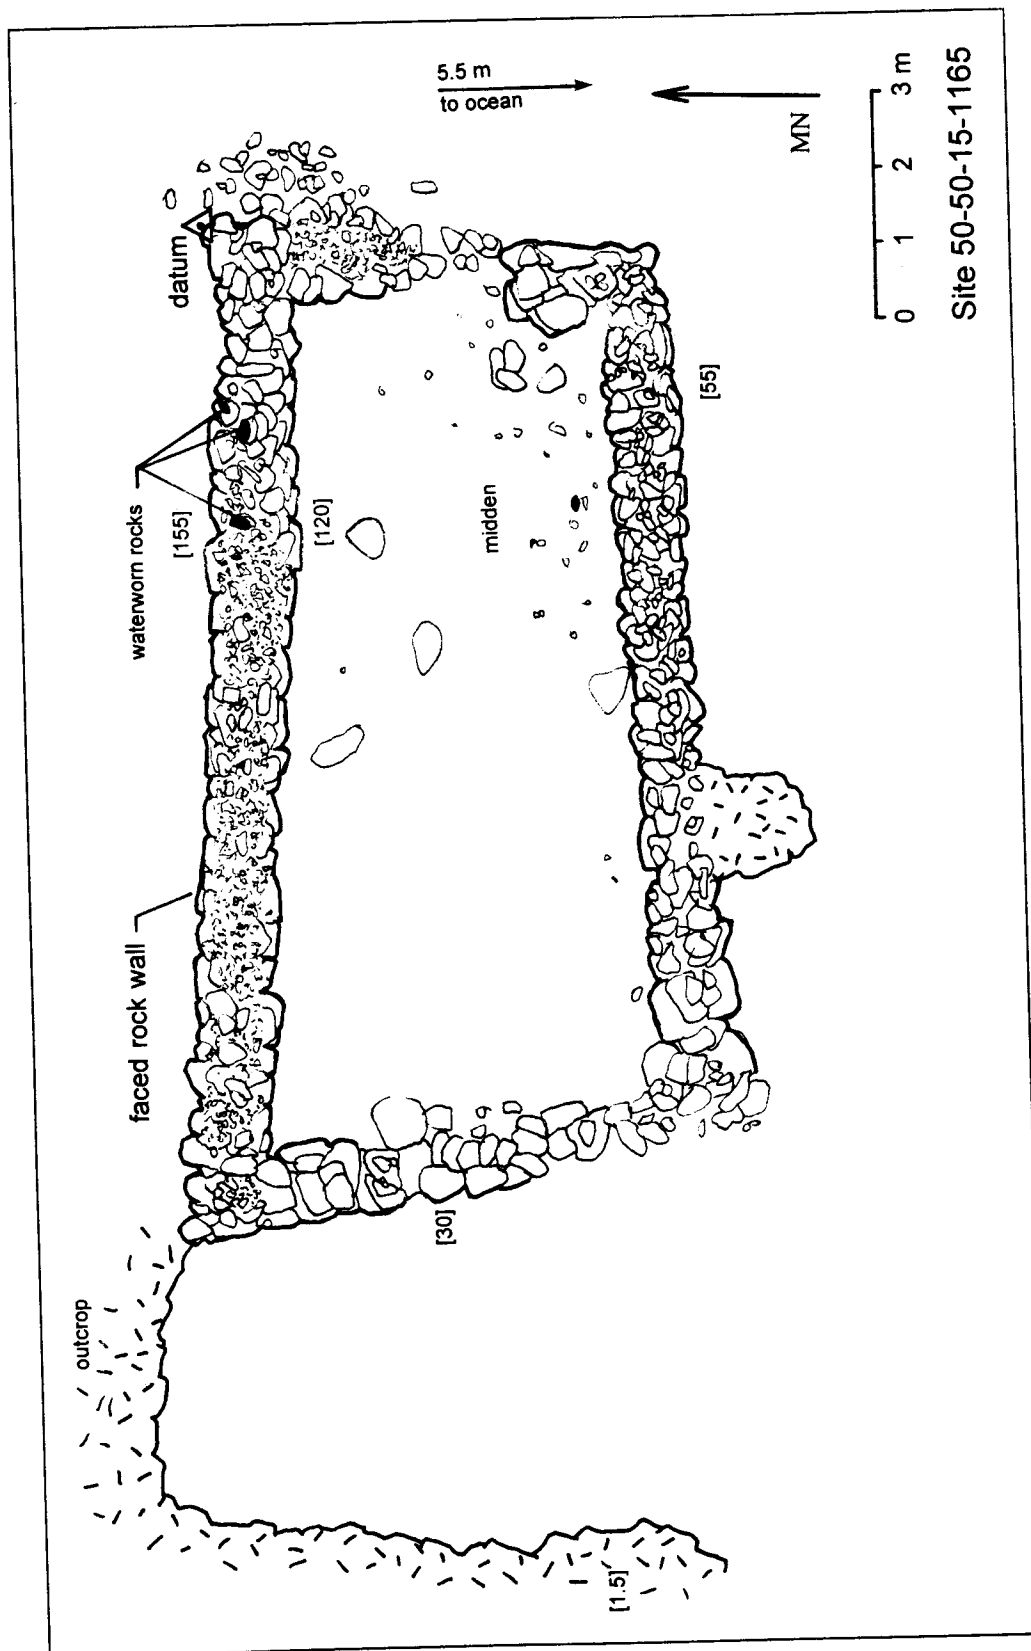 outcrop
[1.5]
faced rock wall
[30]
waterworn rocks
[155]
[120]
datum
midden
[55]
5.5 m
to ocean
MN
0 1 2 3 m
Site 50-50-15-1165